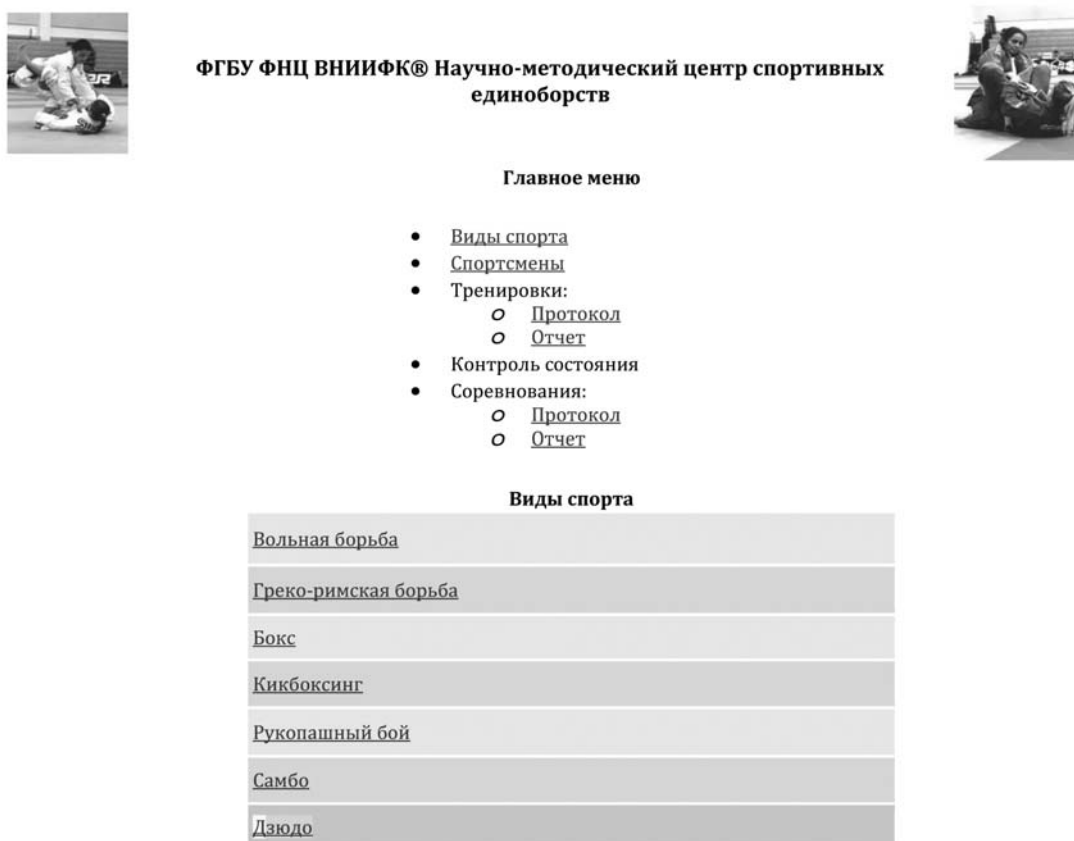 ФГБУ ФНЦ ВНИИФК® Научно-методический центр спортивных
единоборств
Главное меню
Виды спорта
Спортсмены
Тренировки:
Протокол
Отчет
Контроль состояния
Соревнования:
Протокол
Отчет
Виды спорта
Вольная борьба
Греко-римская борьба
Бокс
Кикбоксинг
Рукопашный бой
Самбо
Дзюдо